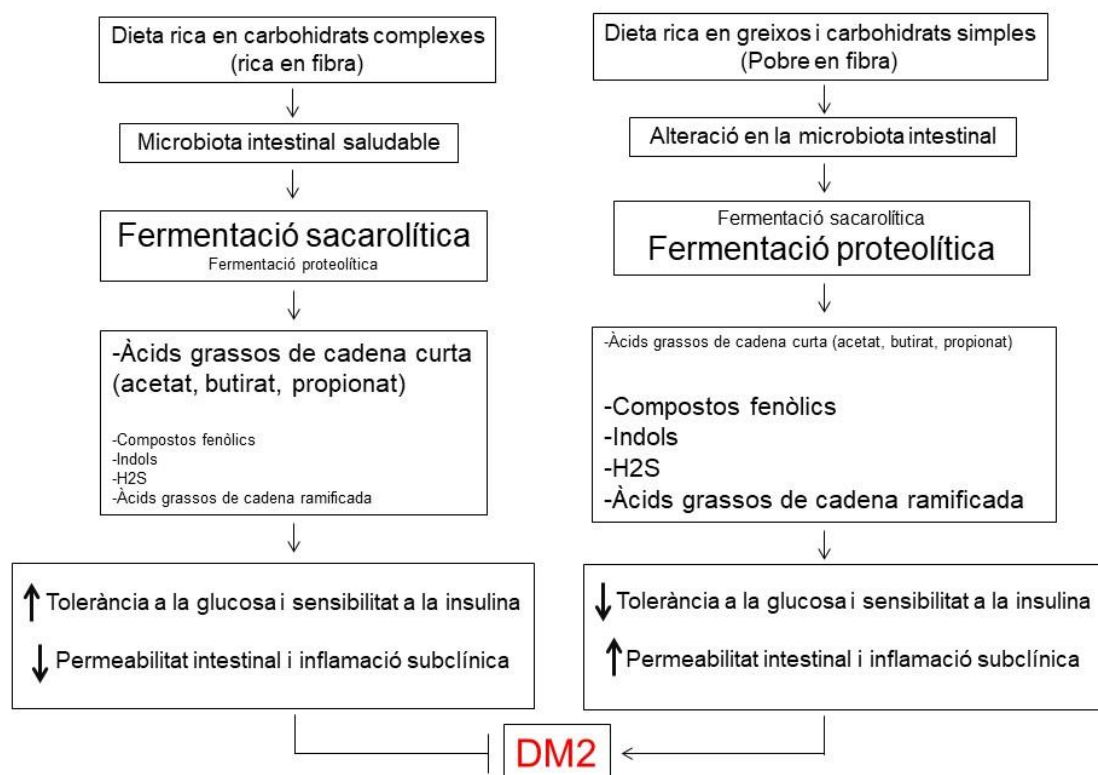 Dieta rica en carbohidrats complexes
(rica en fibra)
Microbiota intestinal saludable
Fermentació sacarolítica
Fermentació proteolítica
-Àcids grassos de cadena curta
(acetat, butirat, propionat)
-Compostos fenòlics
-Indols
-H2S
-Àcids grassos de cadena ramificada
Tolerància a la glucosa i sensibilitat a la insulina
Permeabilitat intestinal i inflamació subclínica
Dieta rica en greixos i carbohidrats simples
(Pobre en fibra)
Alteració en la microbiota intestinal
Fermentació sacarolítica
Fermentació proteolítica
-Àcids grassos de cadena curta (acetat, butirat, propionat)
-Compostos fenòlics
-Indols
-H2S
-Àcids grassos de cadena ramificada
Tolerància a la glucosa i sensibilitat a la insulina
Permeabilitat intestinal i inflamació subclínica
DM2